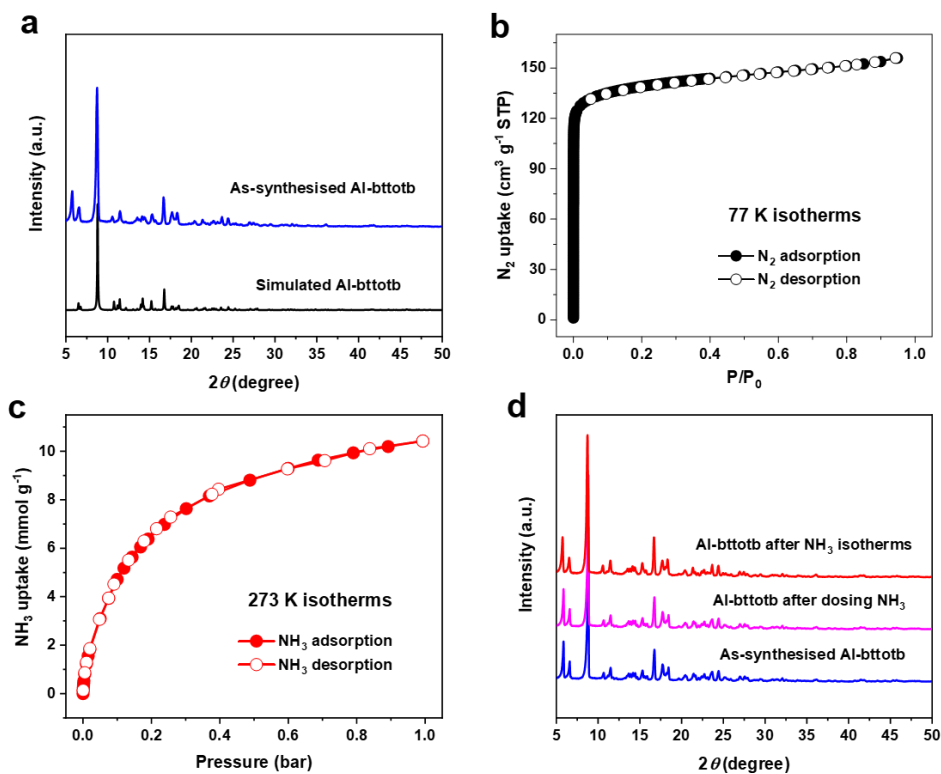 a
Intensity (a.u.)
As-synthesised Al-bttotb
Simulated Al-bttotb
5 10 15 20 25 30 35 40 45 50
2θ (degree)
b
N₂ uptake (cm³ g⁻¹ STP)
150
120
90
60
30
0
77 K isotherms
N₂ adsorption
N₂ desorption
0.0 0.2 0.4 0.6 0.8 1.0
P/P₀
c
NH₃ uptake (mmol g⁻¹)
10
8
6
4
2
0
273 K isotherms
NH₃ adsorption
NH₃ desorption
0.0 0.2 0.4 0.6 0.8 1.0
Pressure (bar)
d
Intensity (a.u.)
Al-bttotb after NH₃ isotherms
Al-bttotb after dosing NH₃
As-synthesised Al-bttotb
5 10 15 20 25 30 35 40 45 50
2θ (degree)